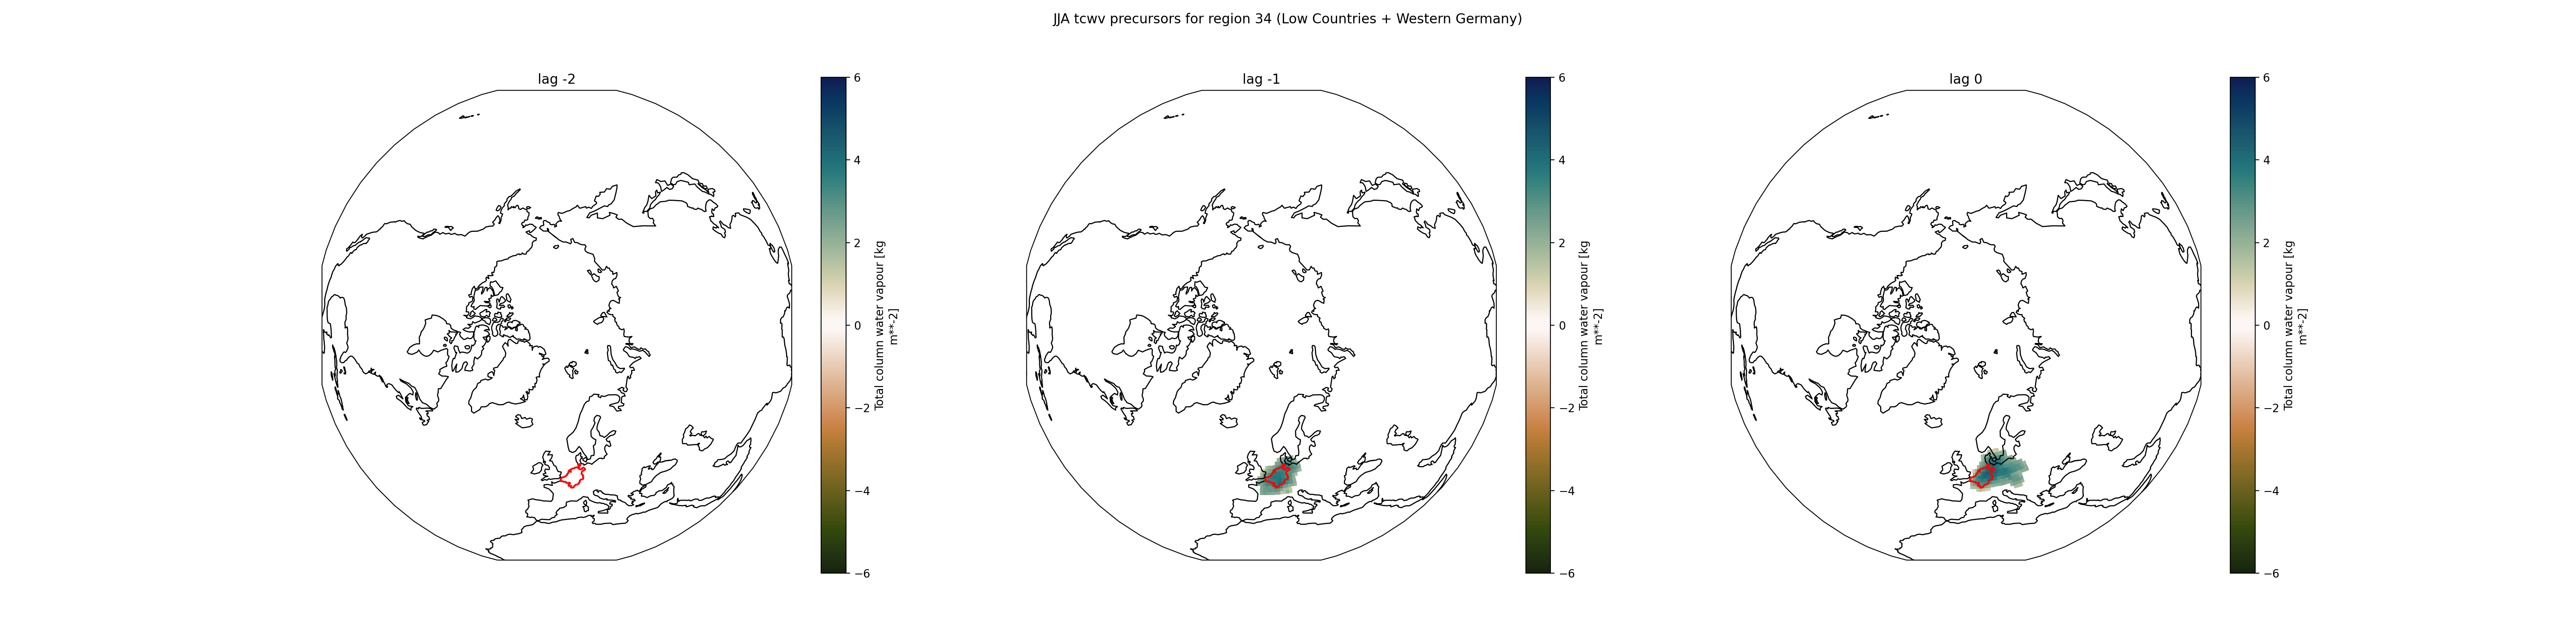 JJA tcwv precursors for region 34 (Low Countries + Western Germany)
lag -2
6
4
2
0
−2
−4
−6
Total column water vapour [kg
m**-2]
lag -1
6
4
2
0
−2
−4
−6
Total column water vapour [kg
m**-2]
lag 0
6
4
2
0
−2
−4
−6
Total column water vapour [kg
m**-2]